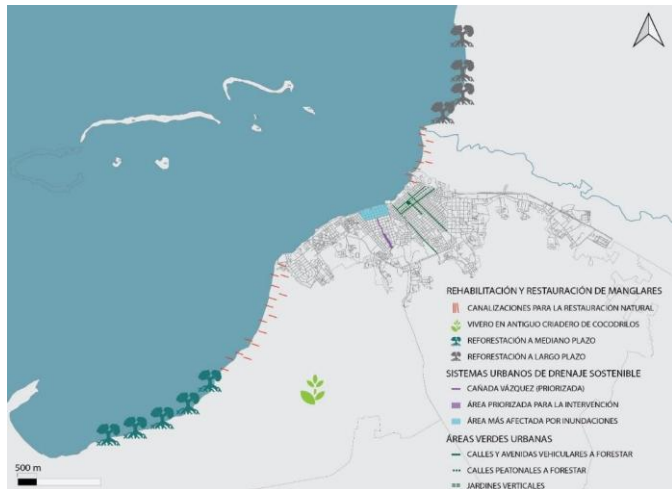 REHABILITACIÓN Y RESTAURACIÓN DE MANGLARES
CANALIZACIONES PARA LA RESTAURACIÓN NATURAL
VIVERO EN ANTIGUO CRIADERO DE COCODRILOS
REFORESTACIÓN A MEDIANO PLAZO
REFORESTACIÓN A LARGO PLAZO
SISTEMAS URBANOS DE DRENAJE SOSTENIBLE
CAÑADA VÁZQUEZ (PRIORIZADA)
ÁREA PRIORIZADA PARA LA INTERVENCIÓN
ÁREA MÁS AFECTADA POR INUNDACIONES
ÁREAS VERDES URBANAS
CALLES Y AVENIDAS VEHICULARES A FORESTAR
CALLES PEATONALES A FORESTAR
JARDINES VERTICALES
500 m